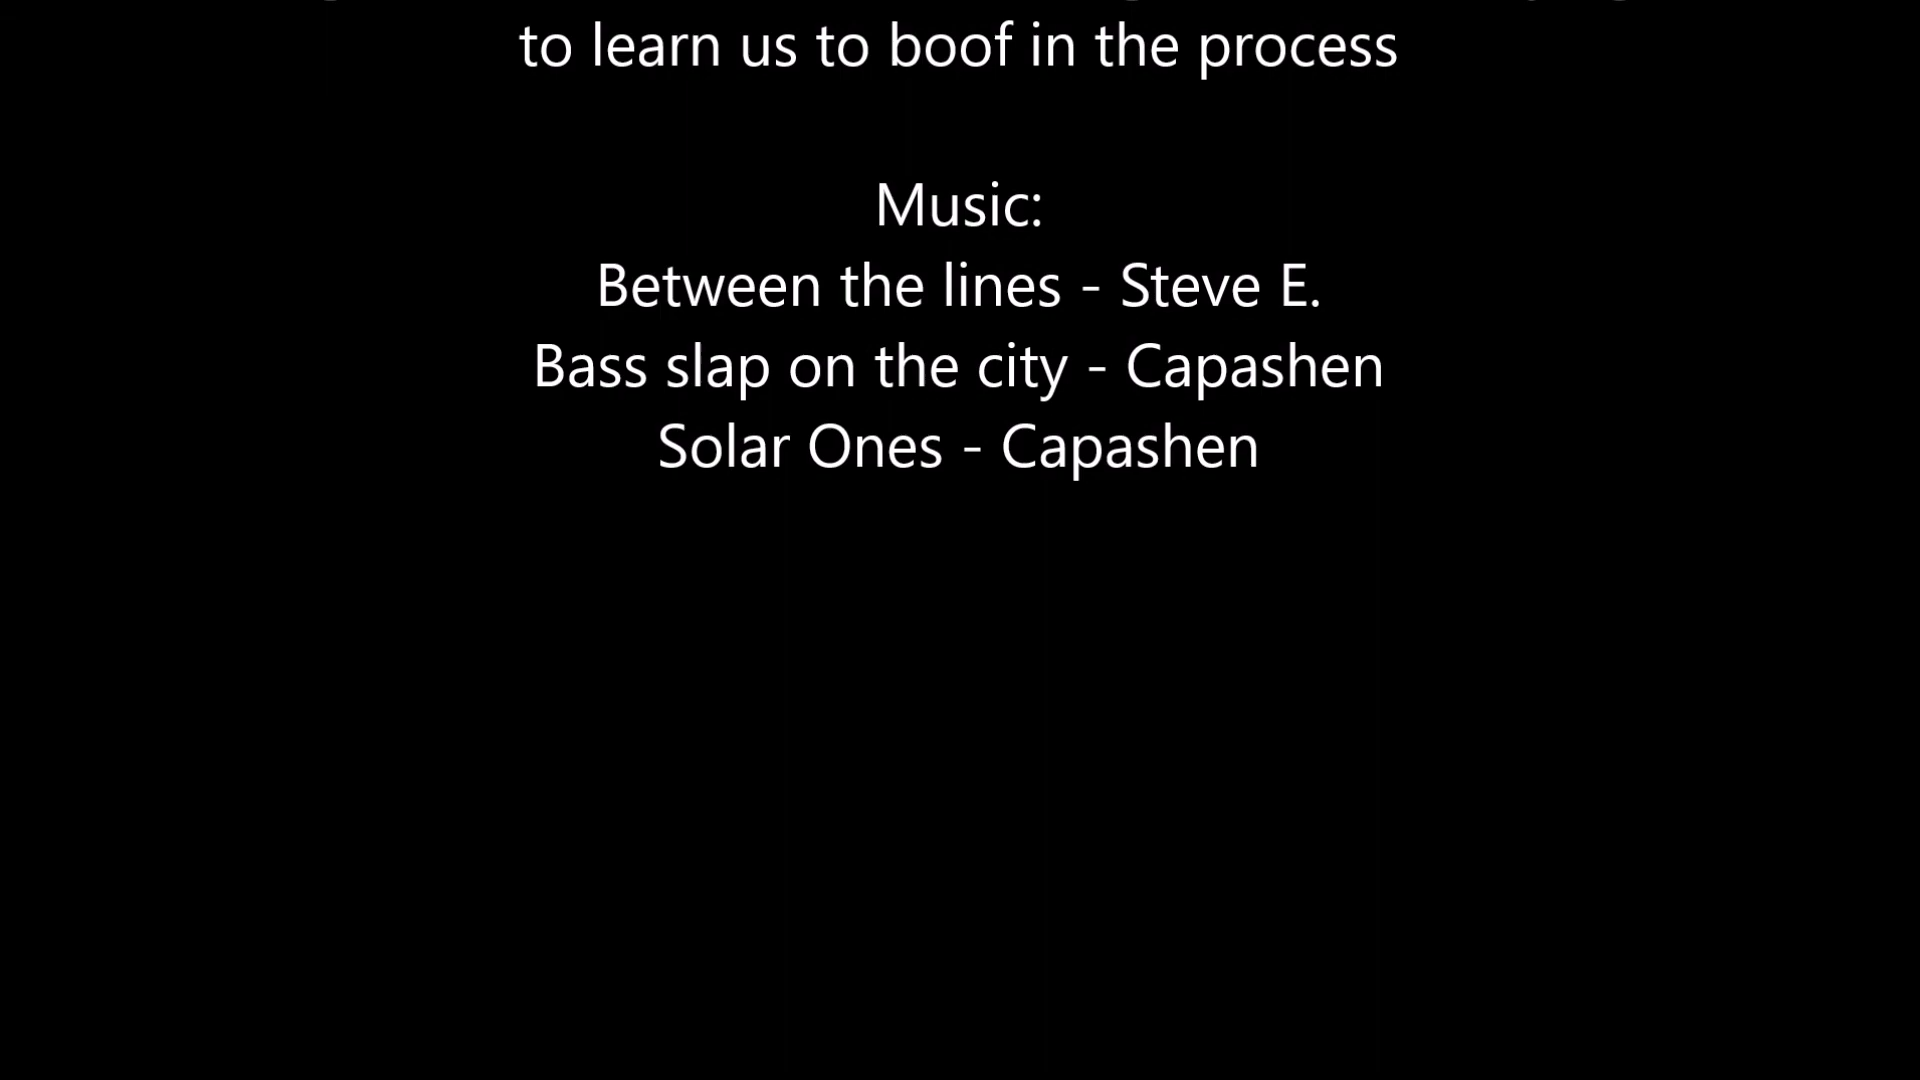 to learn us to boof in the process
Music:
Between the lines - Steve E.
Bass slap on the city - Capashen
Solar Ones - Capashen